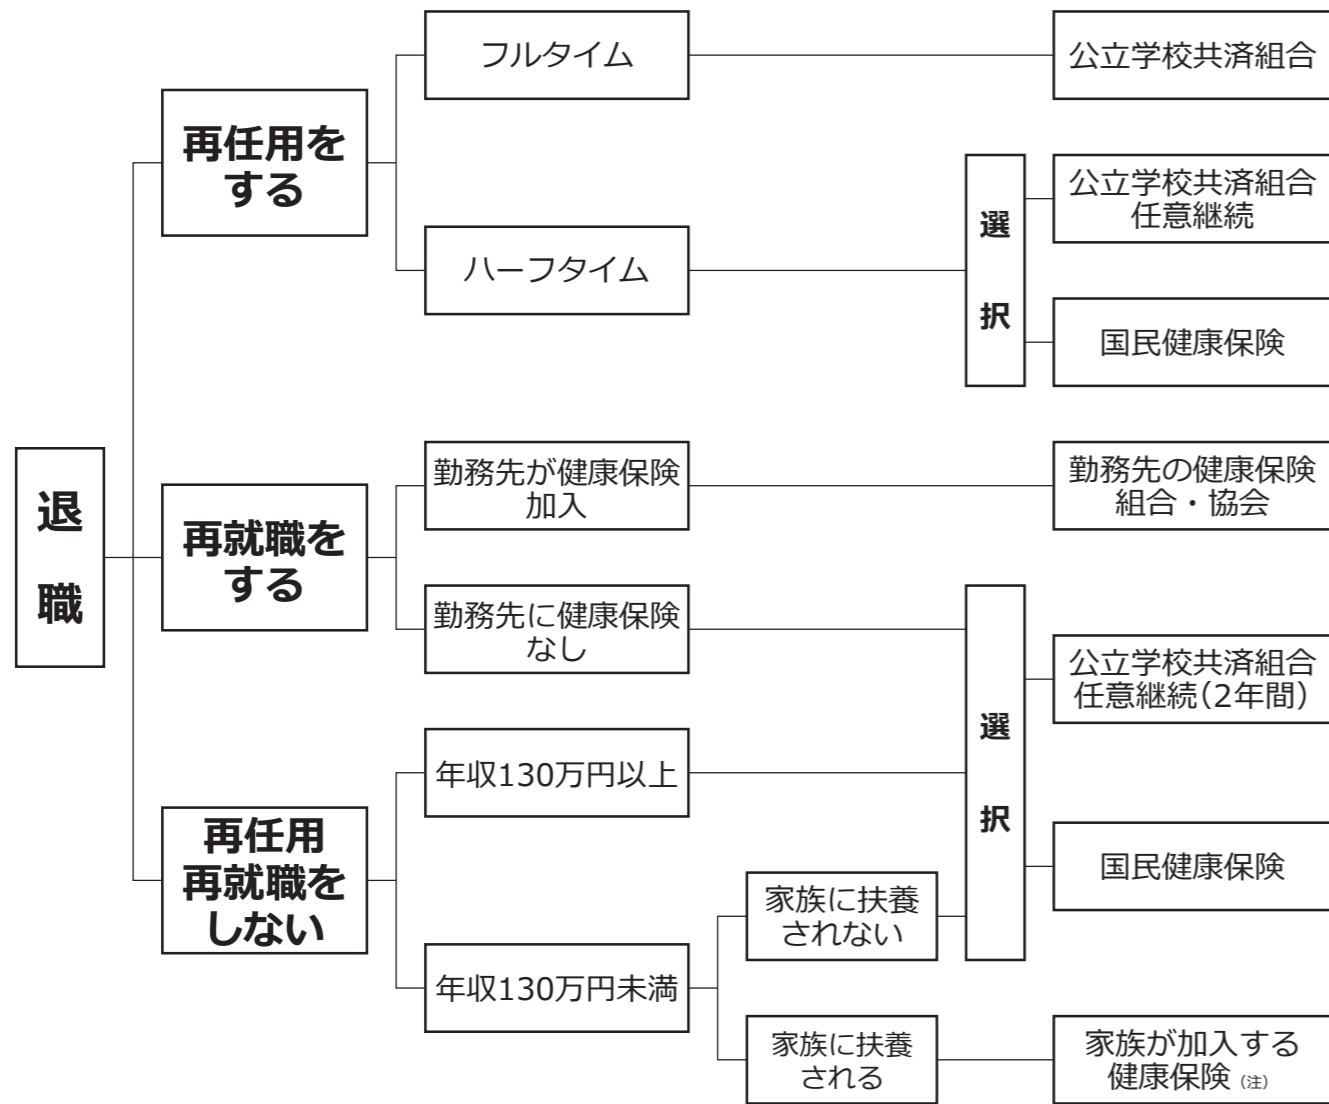 退
職
再任用を
する
フルタイム
公立学校共済組合
ハーフタイム
選
択
公立学校共済組合
任意継続
国民健康保険
再就職を
する
勤務先が健康保険
加入
勤務先の健康保険
組合・協会
勤務先に健康保険
なし
再任用
再就職を
しない
年収130万円以上
年収130万円未満
家族に扶養
されない
選
択
公立学校共済組合
任意継続（2年間）
国民健康保険
家族に扶養
される
家族が加入する
健康保険（注）